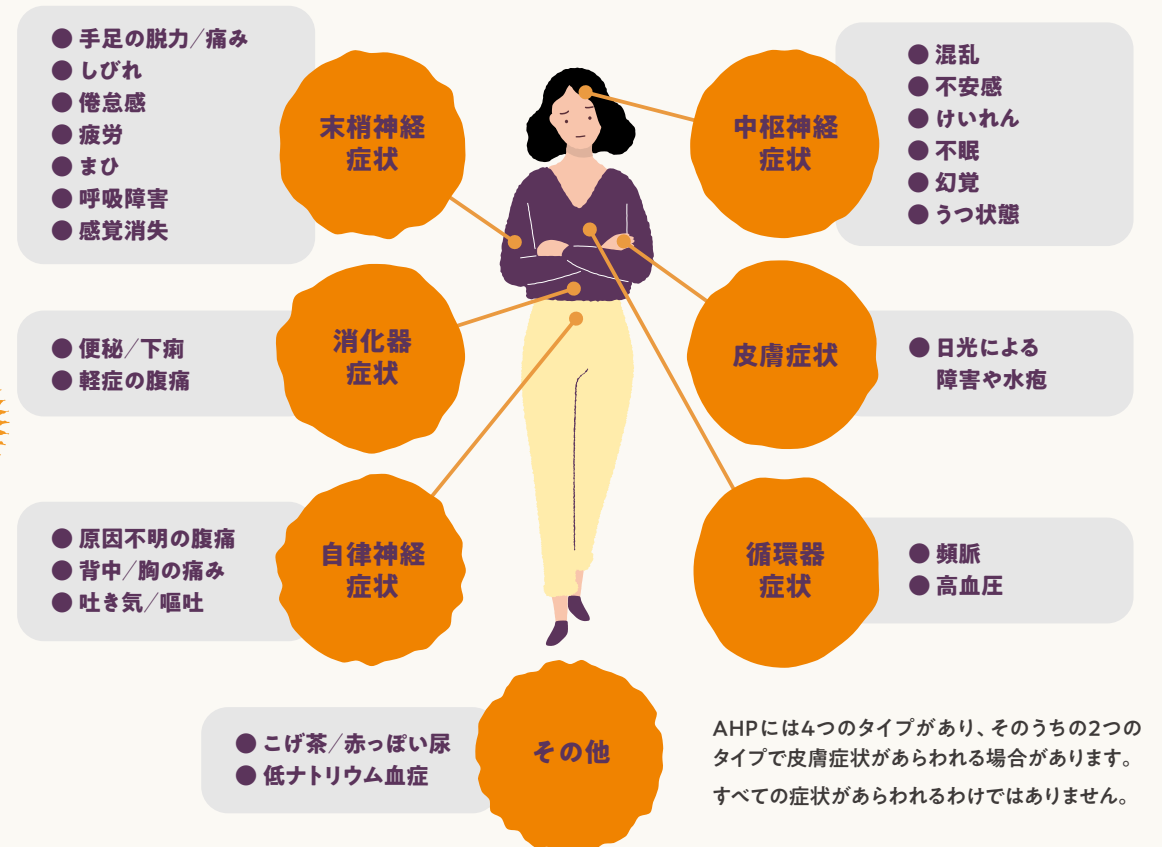 ● 手足の脱力/痛み
● しびれ
● 倦怠感
● 疲労
● まひ
● 呼吸障害
● 感覚消失
末梢神経
症状
中枢神経
症状
● 混乱
● 不安感
● けいれん
● 不眠
● 幻覚
● うつ状態
● 便秘/下痢
● 軽症の腹痛
消化器
症状
皮膚症状
● 日光による
障害や水疱
● 原因不明の腹痛
● 背中/胸の痛み
● 吐き気/嘔吐
自律神経
症状
循環器
症状
● 頻脈
● 高血圧
● こげ茶/赤っぽい尿
● 低ナトリウム血症
その他
AHPには4つのタイプがあり、そのうちの2つの
タイプで皮膚症状があらわれる場合があります。
すべての症状があらわれるわけではありません。